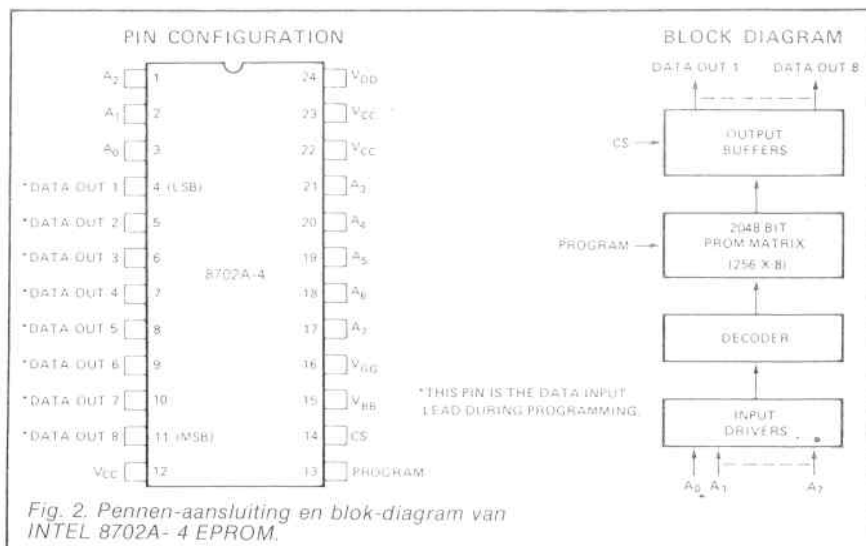 PIN CONFIGURATION
A₂ 1 24 VDD
A₁ 2 23 VCC
A₀ 3 22 VCC
*DATA OUT 1 4 (LSB) 21 A₃
*DATA OUT 2 5 20 A₄
*DATA OUT 3 6 19 A₅
8702A-4
*DATA OUT 4 7 18 A₆
*DATA OUT 5 8 17 A₇
*DATA OUT 6 9 16 VGG
*DATA OUT 7 10 15 VBB
*DATA OUT 8 11 (MSB) 14 CS
VCC 12 13 PROGRAM
*THIS PIN IS THE DATA INPUT
LEAD DURING PROGRAMMING.
BLOCK DIAGRAM
DATA OUT 1 DATA OUT 8
CS
OUTPUT
BUFFERS
PROGRAM
2048 BIT
PROM MATRIX
(256 X 8)
DECODER
INPUT
DRIVERS
A₀ A₁ A₇
Fig. 2. Pennen-aansluiting en blok-diagram van
INTEL 8702A- 4 EPROM.